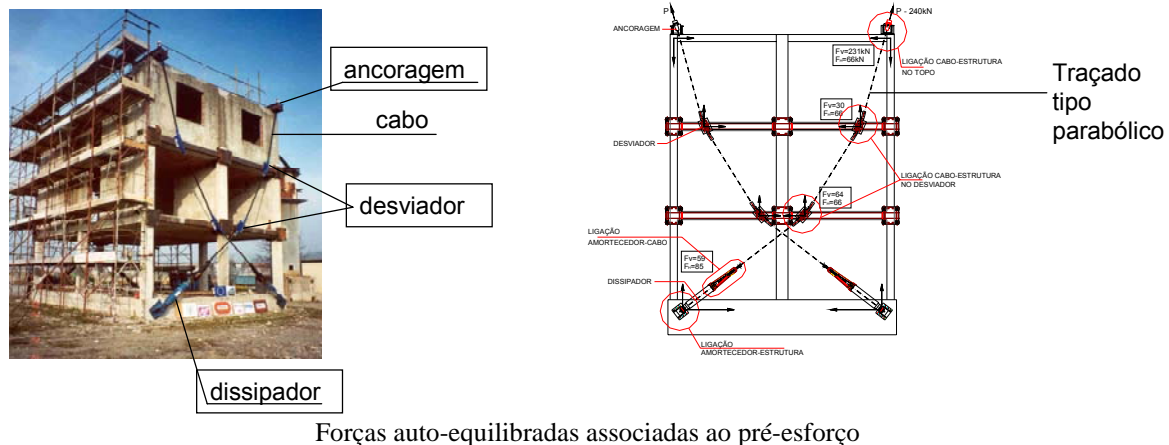 ancoragem
cabo
desviador
dissipador
P
P - 240kN
ANCORAGEM
Fv=231kN
Fh=66kN
LIGAÇÃO CABO-ESTRUTURA
NO TOPO
Traçado
tipo
parabólico
Fv=30
Fh=66
DESVIADOR
LIGAÇÃO CABO-ESTRUTURA
NO DESVIADOR
Fv=64
Fh=66
LIGAÇÃO
AMORTECEDOR-CABO
Fv=59
Fh=85
DISSIPADOR
LIGAÇÃO
AMORTECEDOR-ESTRUTURA
Forças auto-equilibradas associadas ao pré-esforço